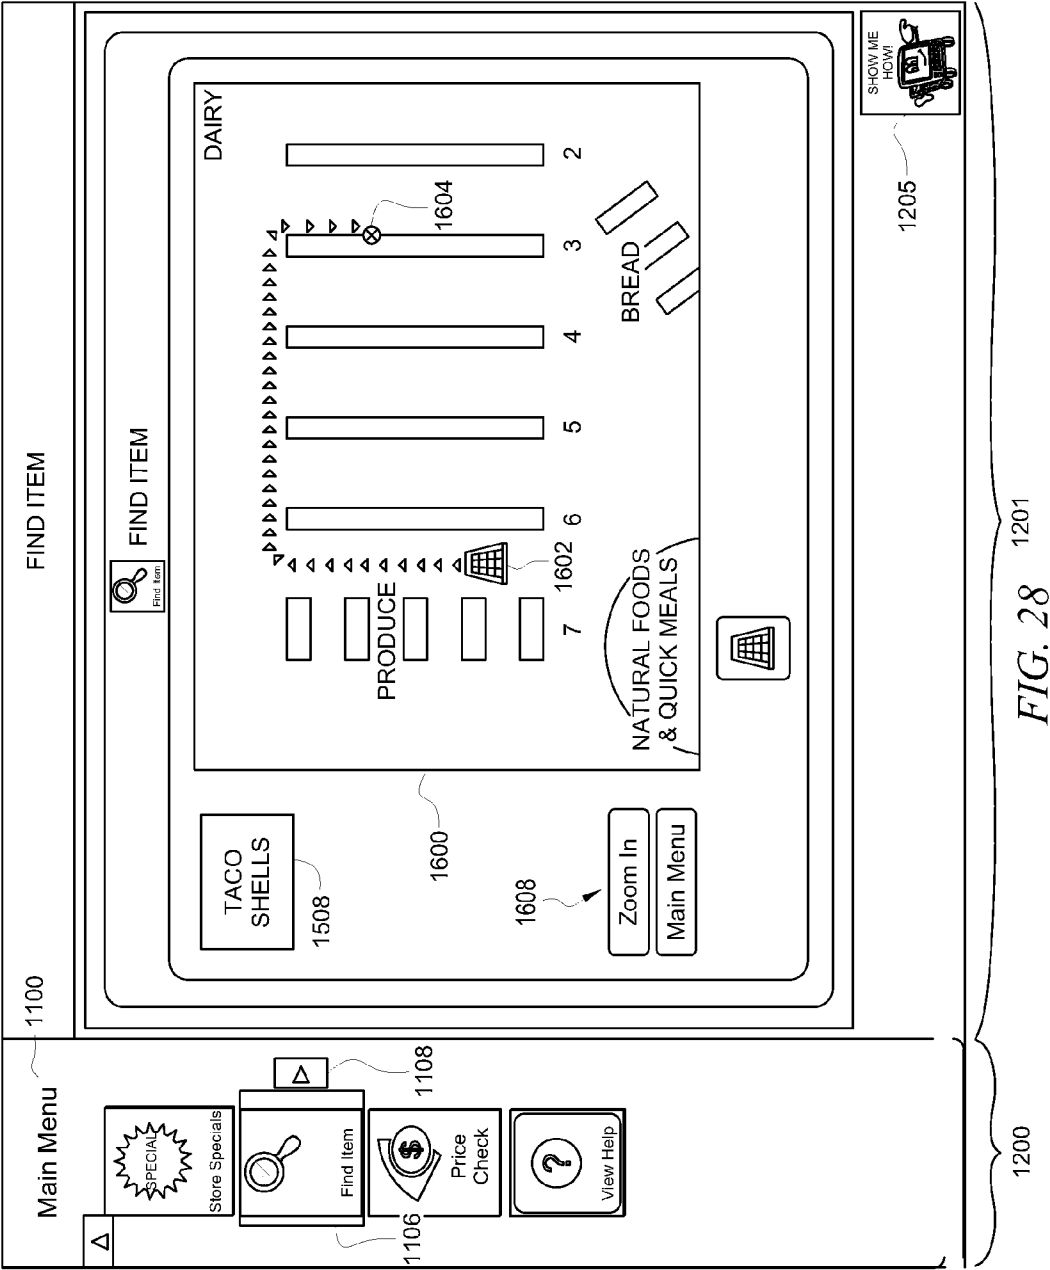 Main Menu
1100
FIND ITEM
SPECIAL
Store Specials
Find Item
1106
1108
$
Price
Check
?
View Help
Find Item
FIND ITEM
TACO
SHELLS
1508
1600
1608
Zoom In
Main Menu
DAIRY
PRODUCE
1602
1604
7
6
5
4
3
2
BREAD
NATURAL FOODS
& QUICK MEALS
SHOW ME
HOW!
1205
1200
1201
FIG. 28